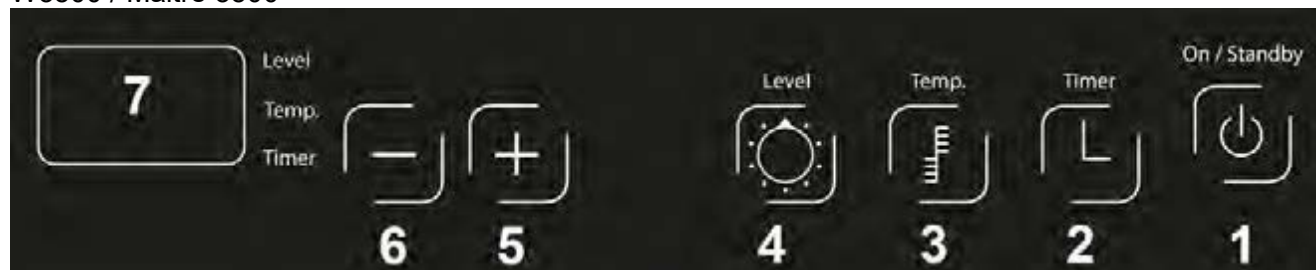 On / Standby
7
Level
Temp.
Timer
Level
Temp.
Timer
6
5
4
3
2
1